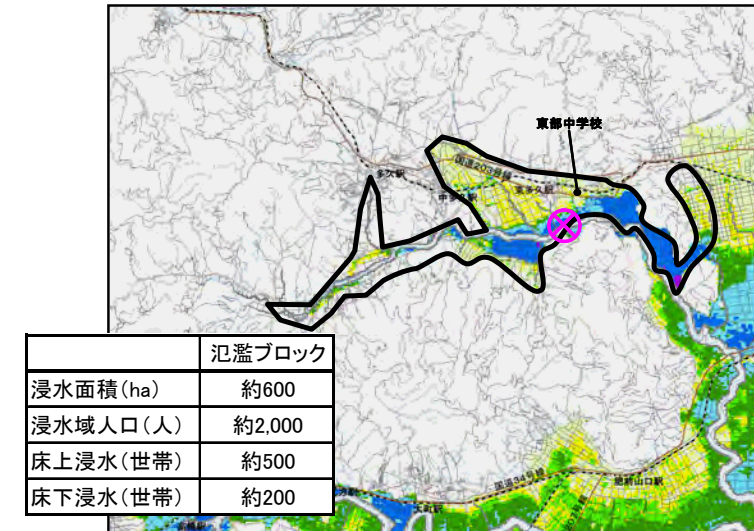 東部中学校
国道203号線
多久駅
中多久駅
東多久駅
氾濫ブロック
浸水面積(ha) 約600
浸水域人口(人) 約2,000
床上浸水(世帯) 約500
床下浸水(世帯) 約200
国道34号線
肥前山口駅
大町駅